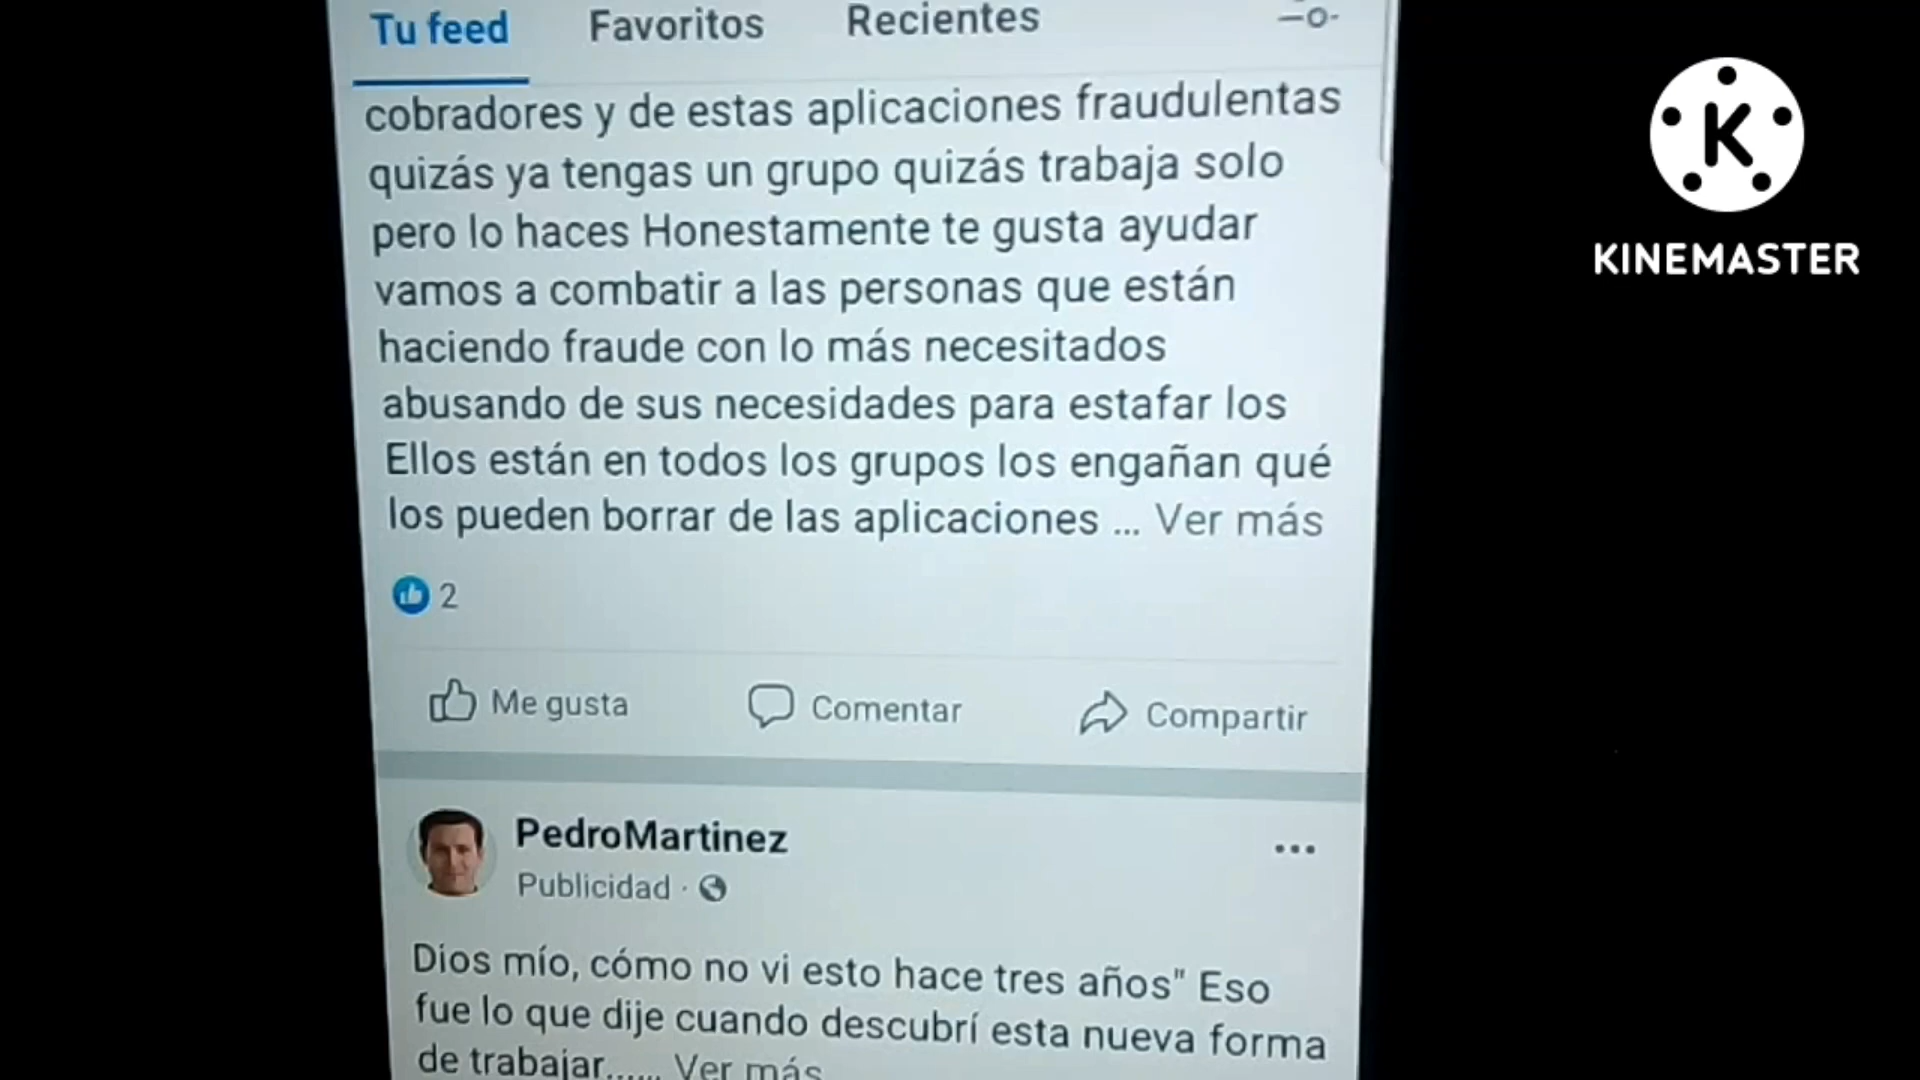 Tu feed Favoritos Recientes
cobradores y de estas aplicaciones fraudulentas
quizás ya tengas un grupo quizás trabaja solo
pero lo haces Honestamente te gusta ayudar
vamos a combatir a las personas que están
haciendo fraude con lo más necesitados
abusando de sus necesidades para estafar los
Ellos están en todos los grupos los engañan qué
los pueden borrar de las aplicaciones ... Ver más
2
Me gusta Comentar Compartir
PedroMartinez
Publicidad ·
Dios mío, cómo no vi esto hace tres años" Eso
fue lo que dije cuando descubrí esta nueva forma
de trabajar...... Ver más
K
KINEMASTER